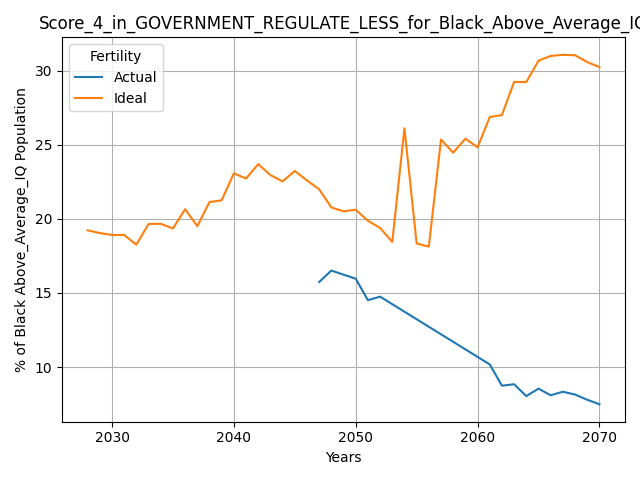 Score_4_in_GOVERNMENT_REGULATE_LESS_for_Black_Above_Average_IQ
Fertility
Actual
Ideal
30
25
20
15
10
% of Black Above_Average_IQ Population
2030 2040 2050 2060 2070
Years